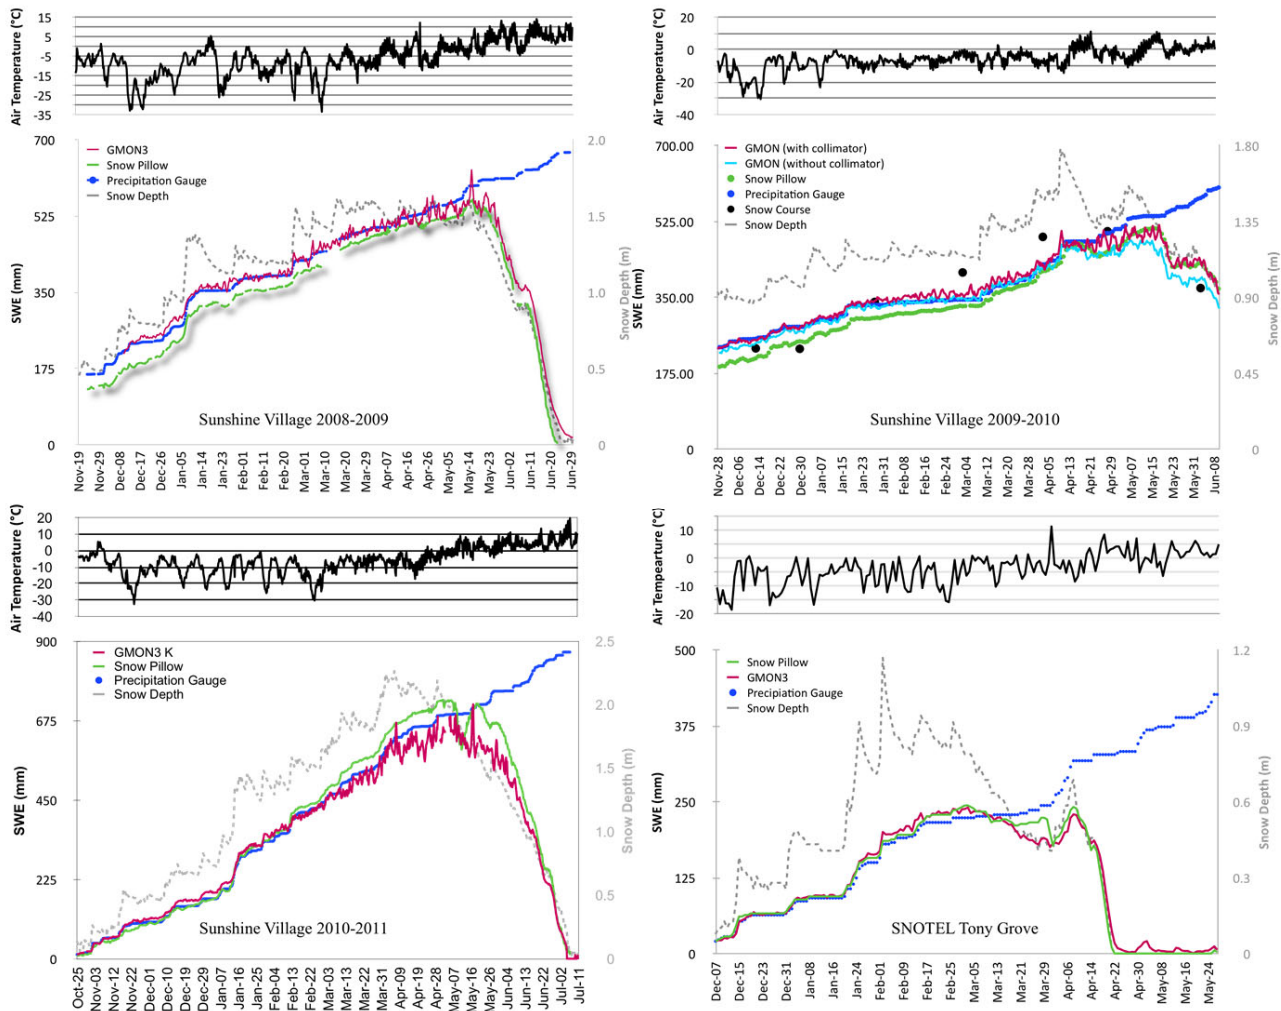 Air Temperature (°C)
15
5
-5
-15
-25
-35
700
525
350
175
0
SWE (mm)
GMON3
Snow Pillow
Precipitation Gauge
Snow Depth
2.0
1.5
1.0
0.5
0
Snow Depth (m)
Sunshine Village 2008-2009
Nov-19
Nov-29
Dec-08
Dec-17
Dec-26
Jan-05
Jan-14
Jan-23
Feb-01
Feb-11
Feb-20
Mar-01
Mar-10
Mar-20
Mar-29
Apr-07
Apr-16
Apr-26
May-05
May-14
May-23
Jun-02
Jun-11
Jun-20
Jun-29
Air Temperature (°C)
20
10
0
-10
-20
-40
700.00
525.00
350.00
175.00
0
SWE (mm)
GMON (with collimator)
GMON (without collimator)
Snow Pillow
Precipitation Gauge
Snow Course
Snow Depth
1.80
1.35
0.90
0.45
0
Snow Depth (m)
Sunshine Village 2009-2010
Nov-28
Dec-06
Dec-14
Dec-22
Dec-30
Jan-07
Jan-15
Jan-23
Jan-31
Feb-08
Feb-16
Feb-24
Mar-04
Mar-12
Mar-20
Mar-28
Apr-05
Apr-13
Apr-21
Apr-29
May-07
May-15
May-23
May-31
Jun-08
Air Temperature (°C)
20
10
0
-10
-20
-30
-40
900
675
450
225
0
SWE (mm)
GMON3 K
Snow Pillow
Precipitation Gauge
Snow Depth
2.5
2.0
1.5
1.0
0.5
0
Snow Depth (m)
Sunshine Village 2010-2011
Oct-25
Nov-03
Nov-12
Nov-22
Dec-01
Dec-10
Dec-19
Dec-29
Jan-07
Jan-16
Jan-25
Feb-04
Feb-13
Feb-22
Mar-03
Mar-13
Mar-22
Mar-31
Apr-09
Apr-19
Apr-28
May-07
May-16
May-26
Jun-04
Jun-13
Jun-22
Jul-02
Jul-11
Air Tempearture (°C)
10
5
0
-5
-10
-20
500
375
250
125
0
SWE (mm)
Snow Pillow
GMON3
Precipiation Gauge
Snow Depth
1.2
0.9
0.6
0.3
0
Snow Depth (m)
SNOTEL Tony Grove
Dec-07
Dec-15
Dec-23
Dec-31
Jan-08
Jan-16
Jan-24
Feb-01
Feb-09
Feb-17
Feb-25
Mar-05
Mar-13
Mar-21
Mar-29
Apr-06
Apr-14
Apr-22
Apr-30
May-08
May-16
May-24